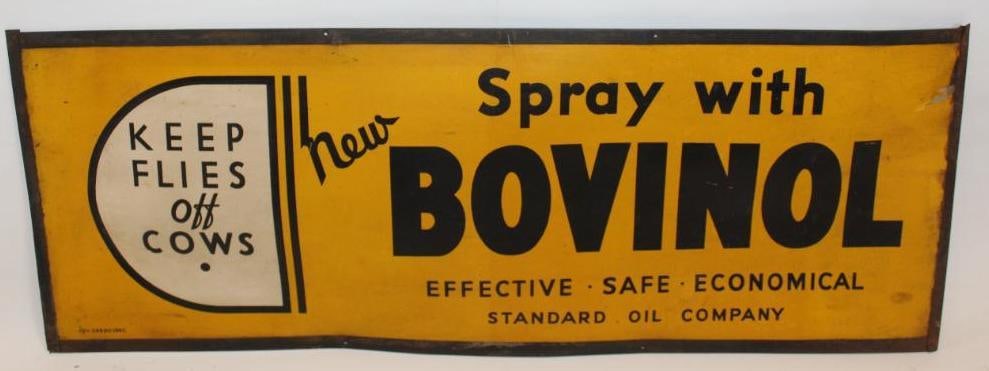 KEEP
FLIES
off
COWS
new
Spray with
BOVINOL
EFFECTIVE · SAFE · ECONOMICAL
STANDARD OIL COMPANY